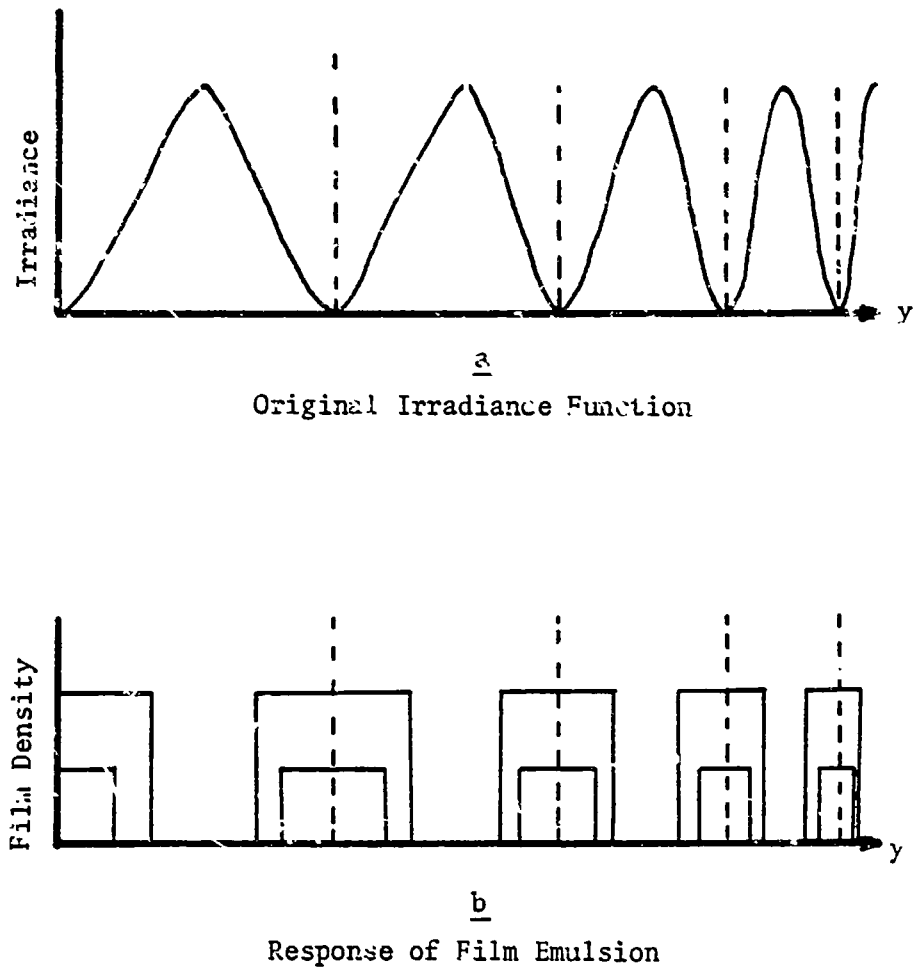 Irradiance
y
a
Original Irradiance Function
Film Density
y
b
Response of Film Emulsion